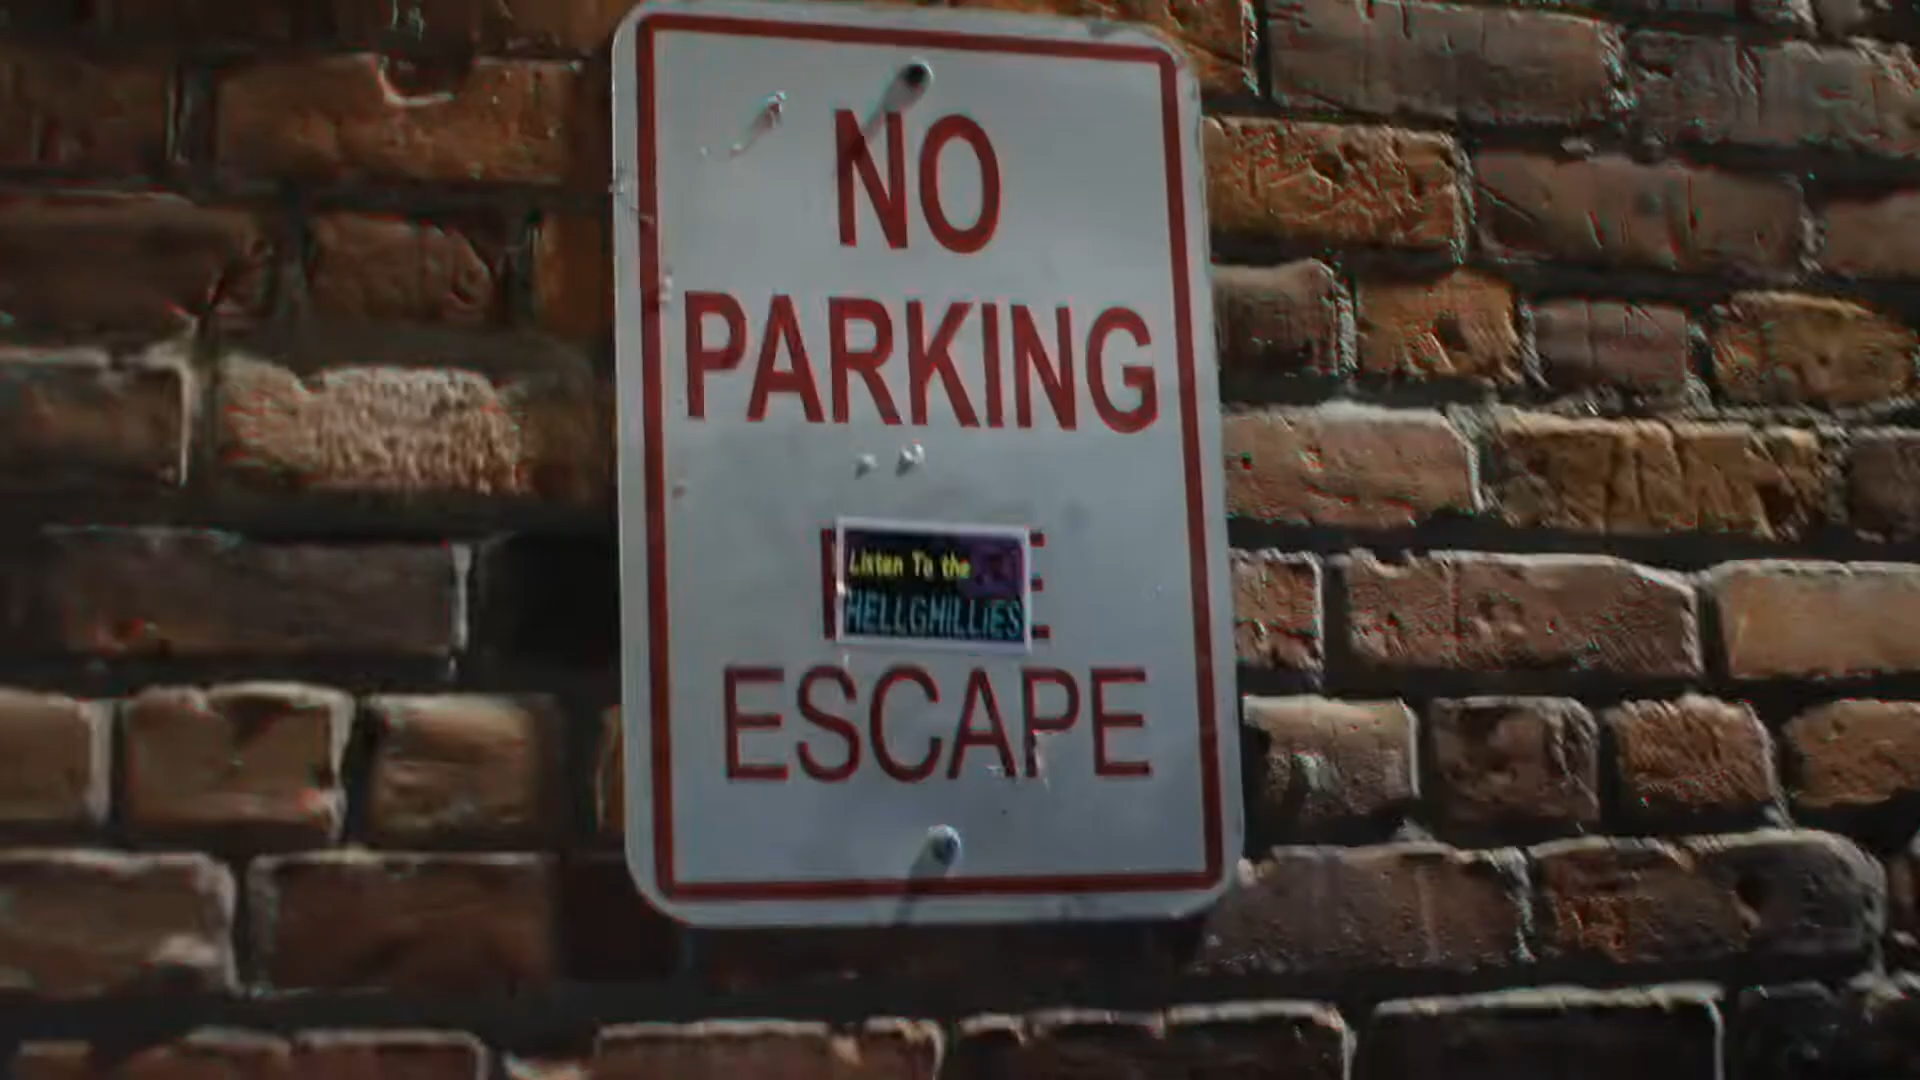 NO
PARKING
Listen To the
HELLGHILLIES
ESCAPE